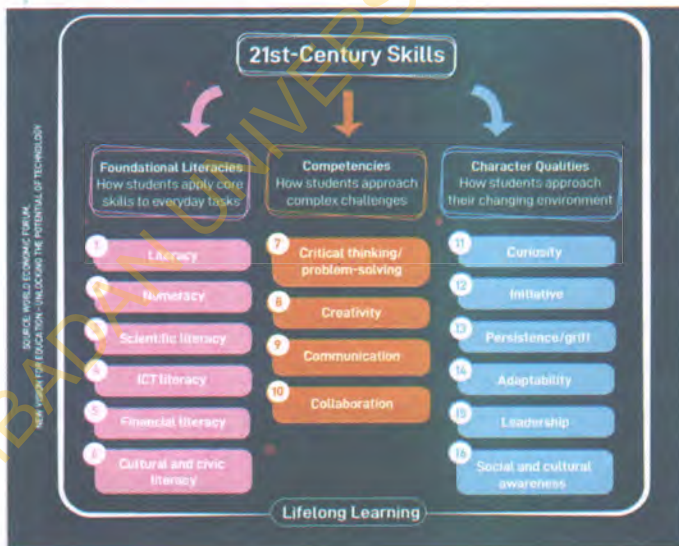 21st-Century Skills
Foundational Literacies
How students apply core
skills to everyday tasks
1
Literacy
2
Numeracy
3
Scientific literacy
4
ICT literacy
5
Financial literacy
6
Cultural and civic
literacy
Competencies
How students approach
complex challenges
7
Critical thinking/
problem-solving
8
Creativity
9
Communication
10
Collaboration
Character Qualities
How students approach
their changing environment
11
Curiosity
12
Initiative
13
Persistence/grit
14
Adaptability
15
Leadership
16
Social and cultural
awareness
Lifelong Learning
SOURCE: WORLD ECONOMIC FORUM,
NEW VISION FOR EDUCATION - UNLOCKING THE POTENTIAL OF TECHNOLOGY
BADAN UNIVERS